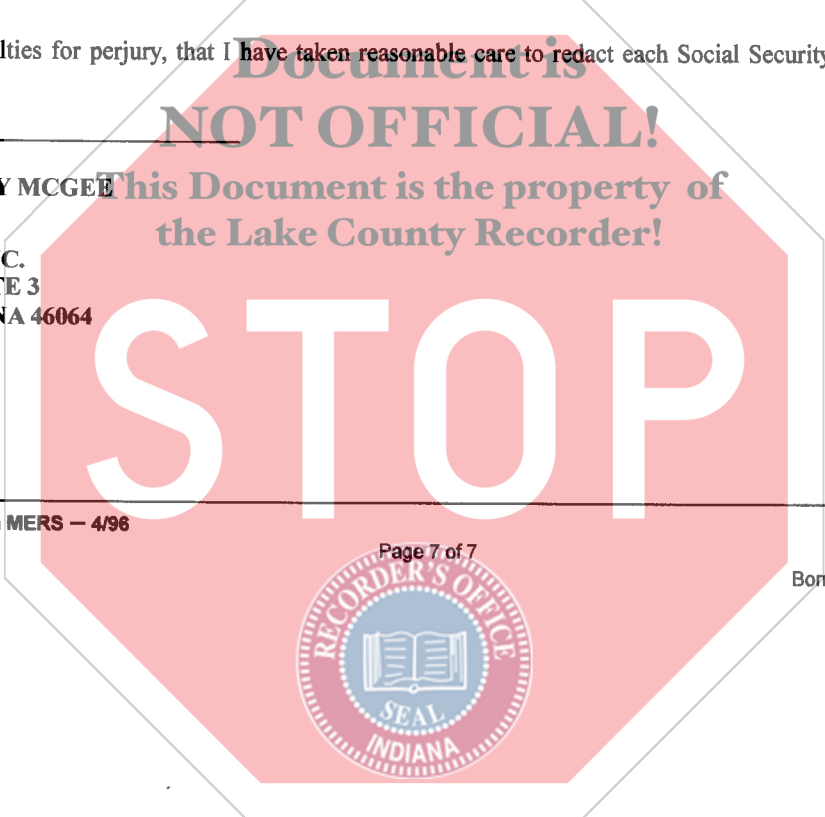 lties for perjury, that I have taken reasonable care to redact each Social Security
Document is
NOT OFFICIAL!
Y MCGEE
This Document is the property of
the Lake County Recorder!
C.
TE 3
NA 46064
STOP
MERS — 4/96
Page 7 of 7
Bor
RECORDER'S OFFICE
SEAL
INDIANA